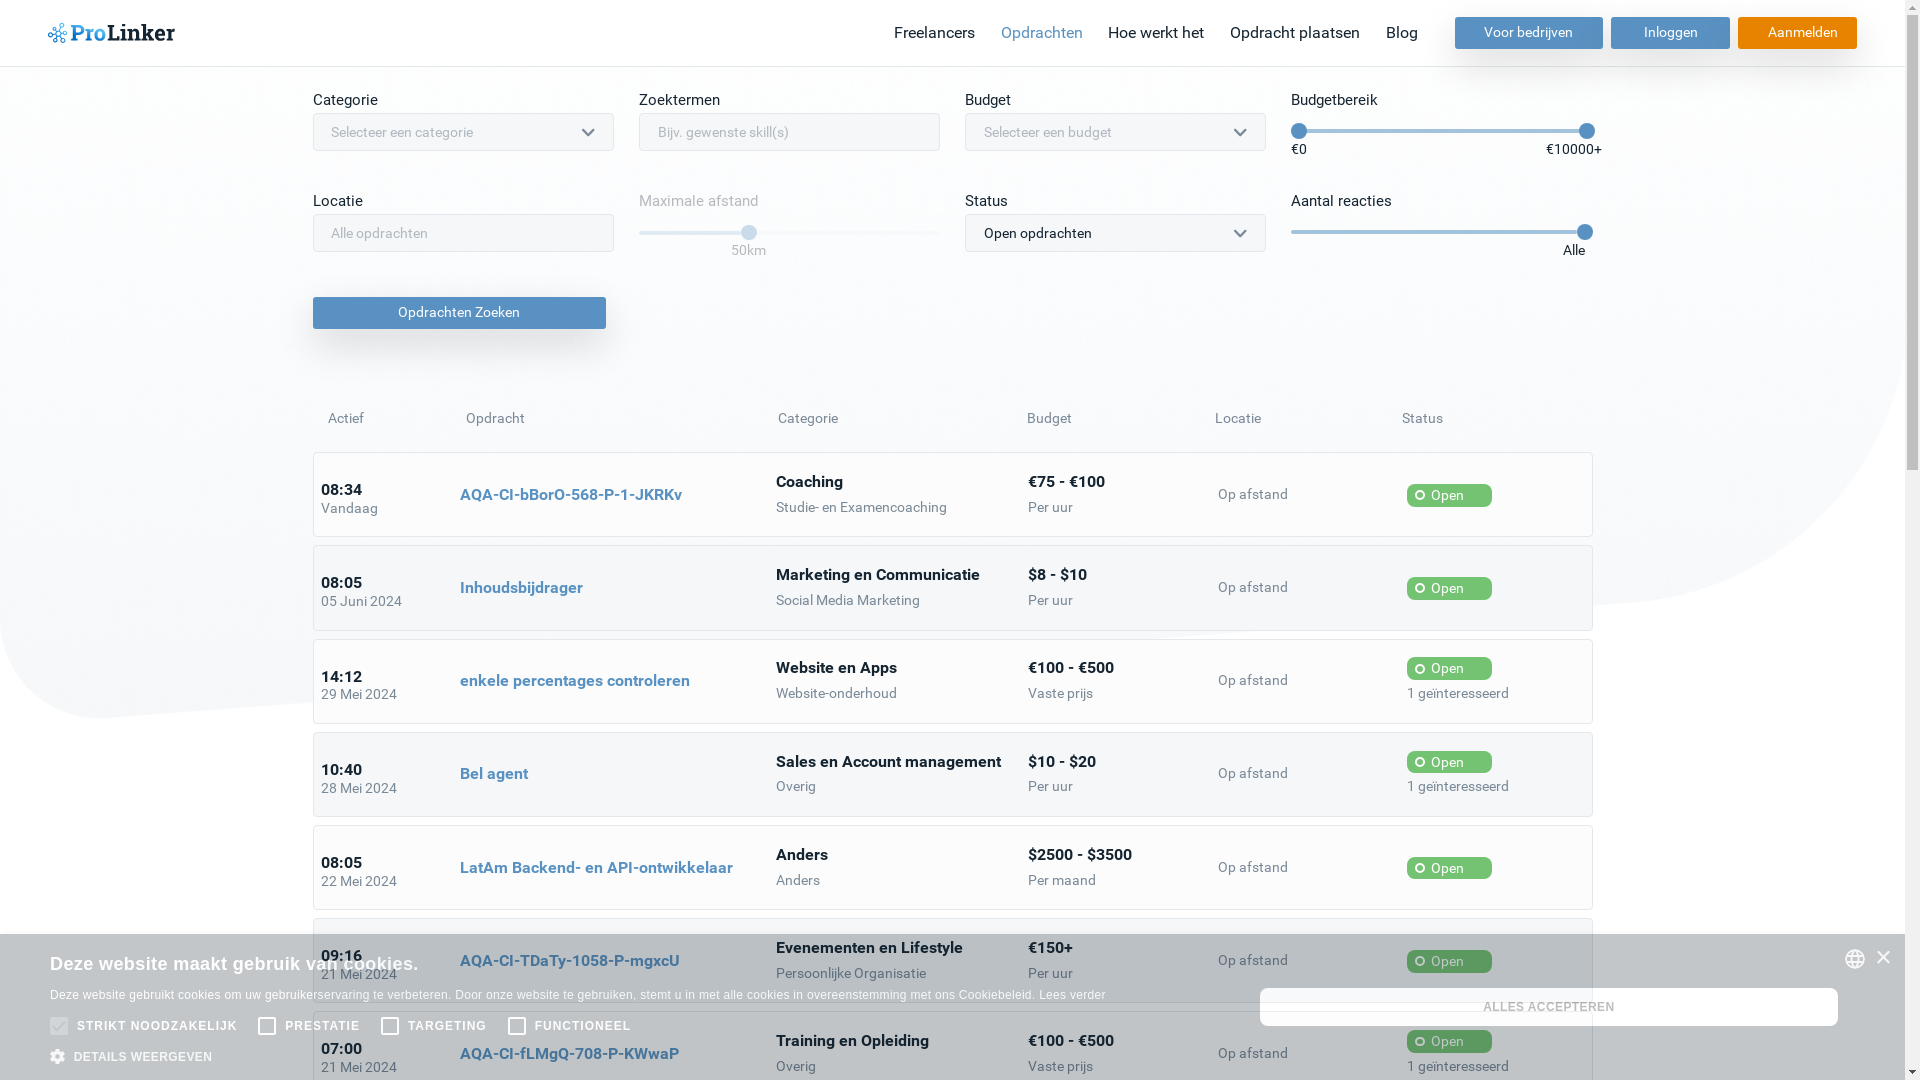 ProLinker
Freelancers
Opdrachten
Hoe werkt het
Opdracht plaatsen
Blog
Voor bedrijven
Inloggen
Aanmelden
Categorie
Zoektermen
Budget
Budgetbereik
Selecteer een categorie
Bijv. gewenste skill(s)
Selecteer een budget
€0
€10000+
Locatie
Maximale afstand
Status
Aantal reacties
Alle opdrachten
50km
Open opdrachten
Alle
Opdrachten Zoeken
Actief
Opdracht
Categorie
Budget
Locatie
Status
08:34
Vandaag
AQA-CI-bBorO-568-P-1-JKRKv
Coaching
Studie- en Examencoaching
€75 - €100
Per uur
Op afstand
Open
08:05
05 Juni 2024
Inhoudsbijdrager
Marketing en Communicatie
Social Media Marketing
$8 - $10
Per uur
Op afstand
Open
14:12
29 Mei 2024
enkele percentages controleren
Website en Apps
Website-onderhoud
€100 - €500
Vaste prijs
Op afstand
Open
1 geïnteresseerd
10:40
28 Mei 2024
Bel agent
Sales en Account management
Overig
$10 - $20
Per uur
Op afstand
Open
1 geïnteresseerd
08:05
22 Mei 2024
LatAm Backend- en API-ontwikkelaar
Anders
Anders
$2500 - $3500
Per maand
Op afstand
Open
09:16
21 Mei 2024
AQA-CI-TDaTy-1058-P-mgxcU
Evenementen en Lifestyle
Persoonlijke Organisatie
€150+
Per uur
Op afstand
Open
07:00
21 Mei 2024
AQA-CI-fLMgQ-708-P-KWwaP
Training en Opleiding
Overig
€100 - €500
Vaste prijs
Op afstand
Open
1 geïnteresseerd
Deze website maakt gebruik van cookies.
Deze website gebruikt cookies om uw gebruikerservaring te verbeteren. Door onze website te gebruiken, stemt u in met alle cookies in overeenstemming met ons Cookiebeleid. Lees verder
STRIKT NOODZAKELIJK
PRESTATIE
TARGETING
FUNCTIONEEL
DETAILS WEERGEVEN
ALLES ACCEPTEREN